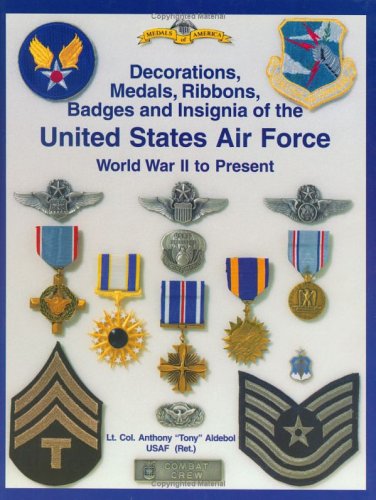 MEDALS of AMERICA
Decorations,
Medals, Ribbons,
Badges and Insignia of the
United States Air Force
World War II to Present
Lt. Col. Anthony "Tony" Aldebol
USAF (Ret.)
COMBAT
CREW